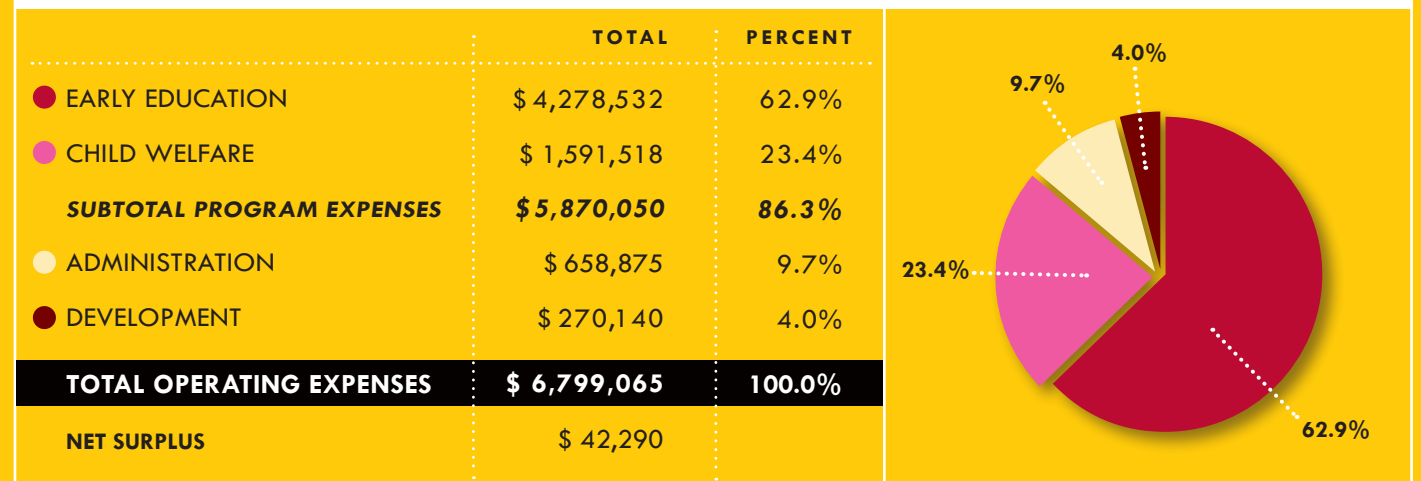 TOTAL PERCENT
EARLY EDUCATION $ 4,278,532 62.9%
CHILD WELFARE $ 1,591,518 23.4%
SUBTOTAL PROGRAM EXPENSES $5,870,050 86.3%
ADMINISTRATION $ 658,875 9.7%
DEVELOPMENT $ 270,140 4.0%
TOTAL OPERATING EXPENSES $ 6,799,065 100.0%
NET SURPLUS $ 42,290
4.0%
9.7%
23.4%
62.9%